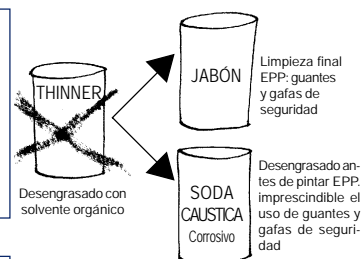 THINNER
Desengrasado con
solvente orgánico
JABÓN
Limpieza final
EPP: guantes
y gafas de
seguridad
SODA
CAUSTICA
Corrosivo
Desengrasado an-
tes de pintar EPP.
imprescindible el
uso de guantes y
gafas de seguri-
dad